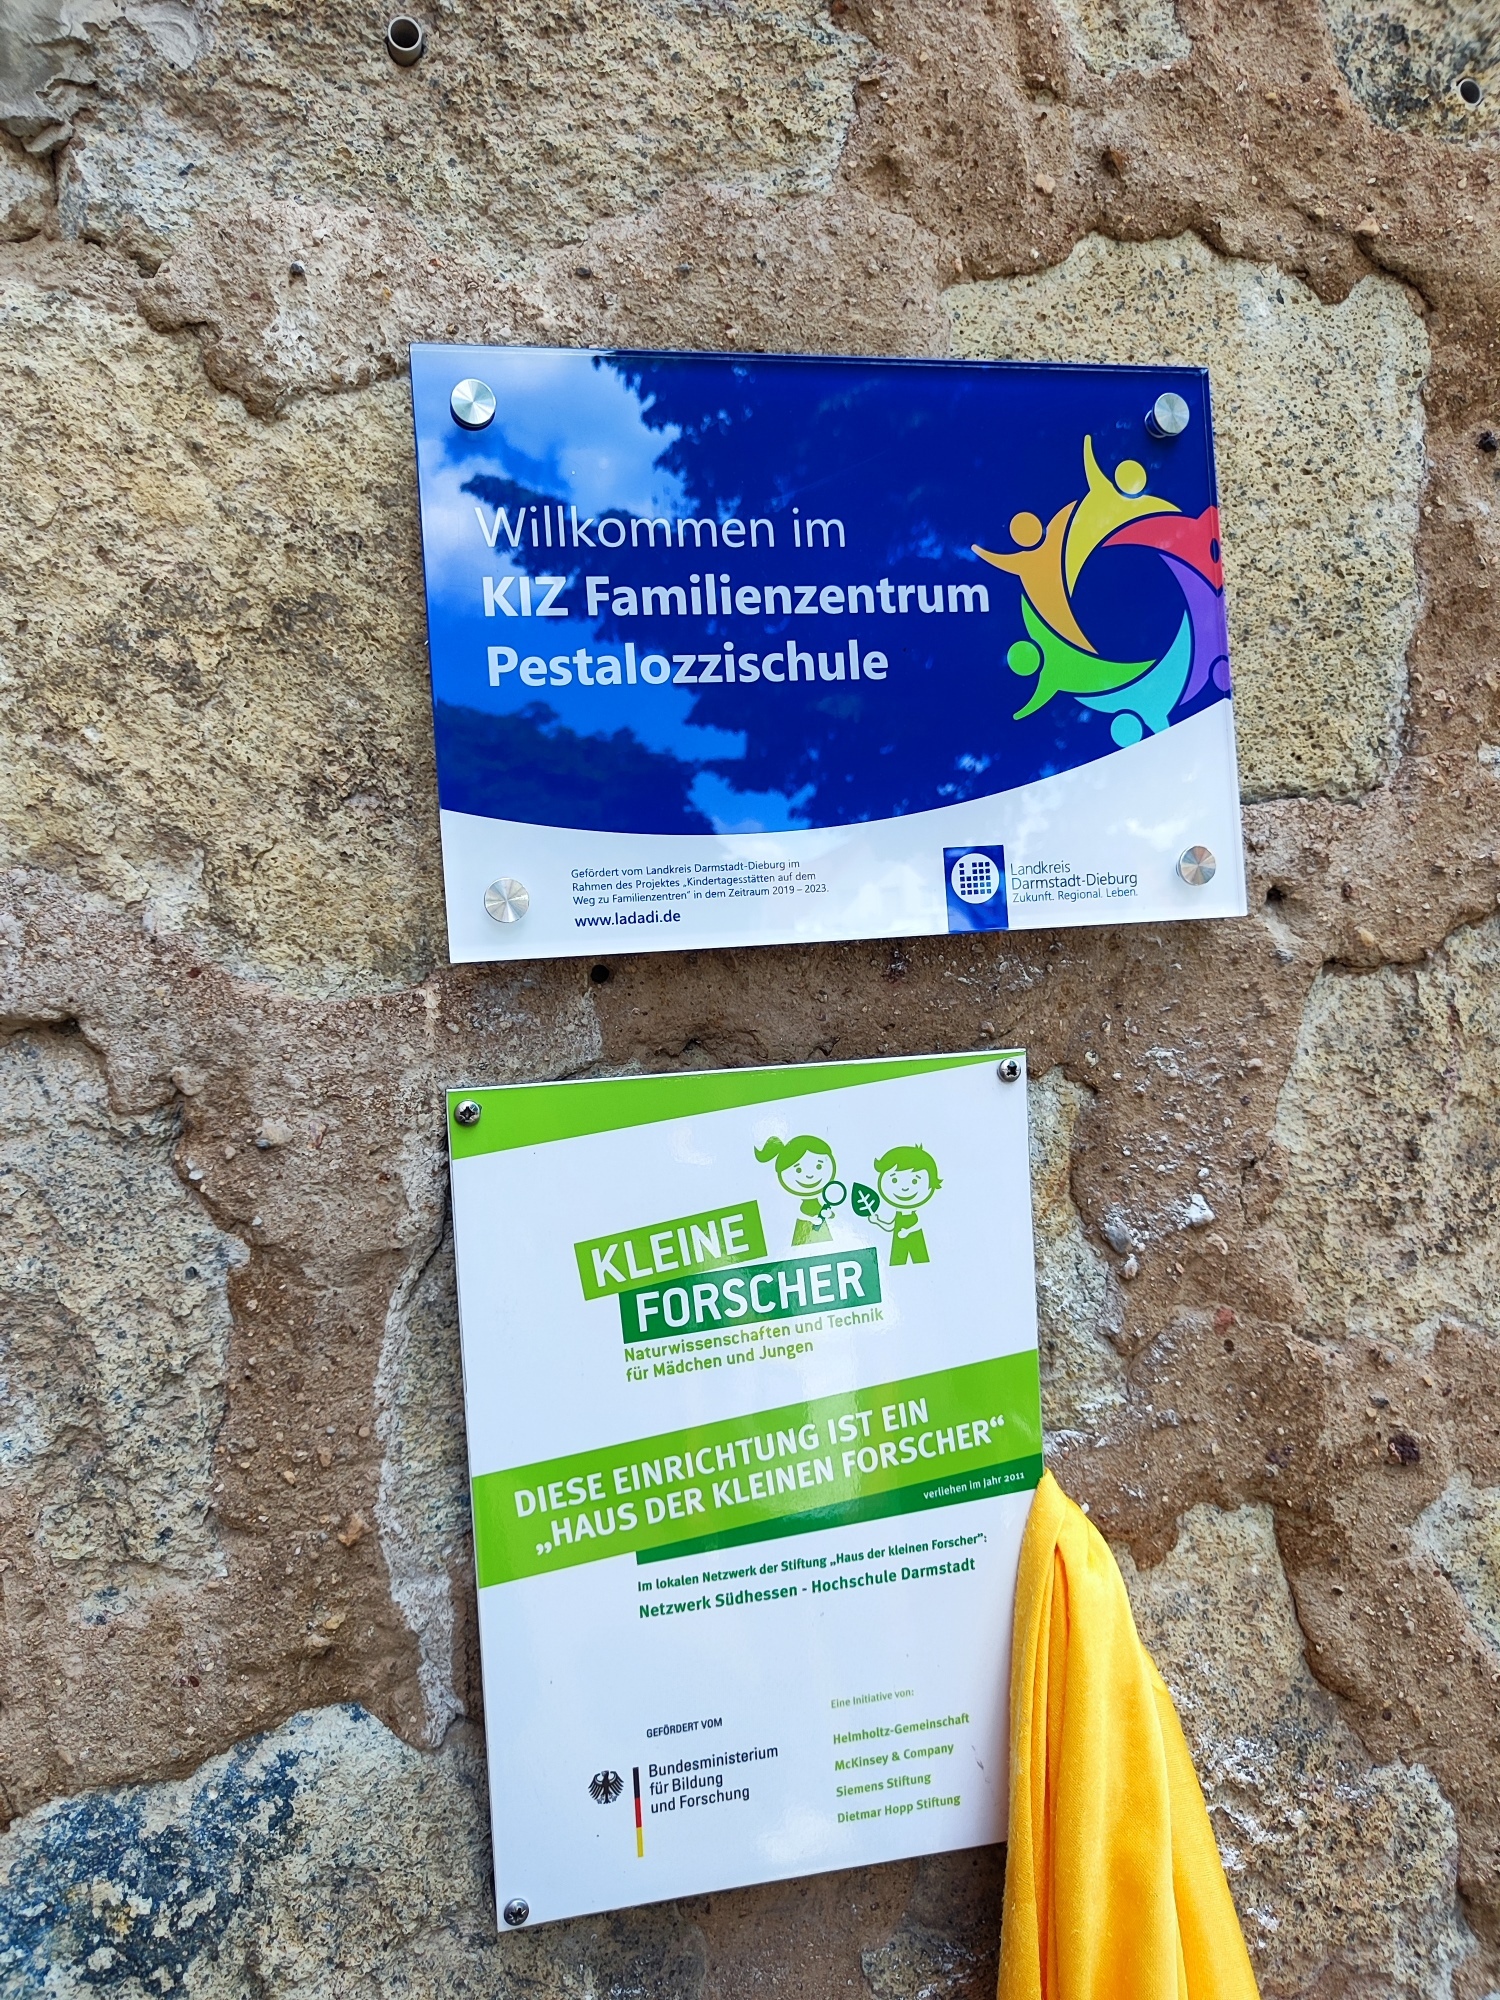 Willkommen im
KIZ Familienzentrum
Pestalozzischule
Gefördert vom Landkreis Darmstadt-Dieburg im
Rahmen des Projektes „Kindertagesstätten auf dem
Weg zu Familienzentren" in dem Zeitraum 2019 – 2023.
www.ladadi.de
Landkreis
Darmstadt-Dieburg
Zukunft. Regional. Leben.
KLEINE
FORSCHER
Naturwissenschaften und Technik
für Mädchen und Jungen
DIESE EINRICHTUNG IST EIN
„HAUS DER KLEINEN FORSCHER“
verliehen im Jahr 2011
Im lokalen Netzwerk der Stiftung „Haus der kleinen Forscher“:
Netzwerk Südhessen - Hochschule Darmstadt
GEFÖRDERT VOM
Bundesministerium
für Bildung
und Forschung
Eine Initiative von:
Helmholtz-Gemeinschaft
McKinsey & Company
Siemens Stiftung
Dietmar Hopp Stiftung